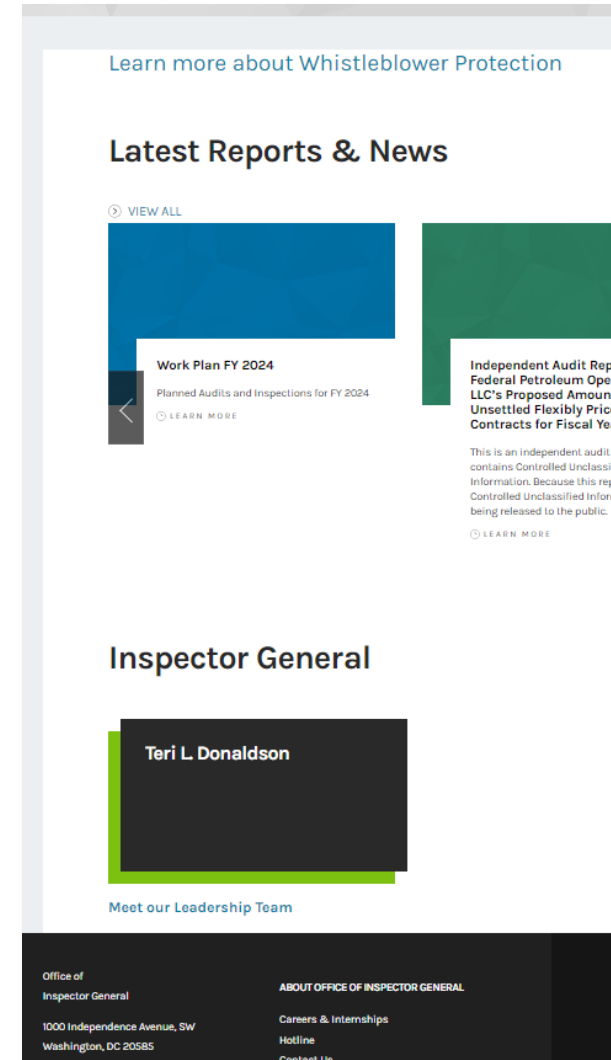 Learn more about Whistleblower Protection
Latest Reports & News
VIEW ALL
Work Plan FY 2024
Planned Audits and Inspections for FY 2024
LEARN MORE
Independent Audit Rep
Federal Petroleum Ope
LLC's Proposed Amoun
Unsettled Flexibly Price
Contracts for Fiscal Yea
This is an independent audit
contains Controlled Unclassi
Information. Because this rep
Controlled Unclassified Infor
being released to the public.
LEARN MORE
Inspector General
Teri L. Donaldson
Meet our Leadership Team
Office of
Inspector General
1000 Independence Avenue, SW
Washington, DC 20585
ABOUT OFFICE OF INSPECTOR GENERAL
Careers & Internships
Hotline
Contact Us